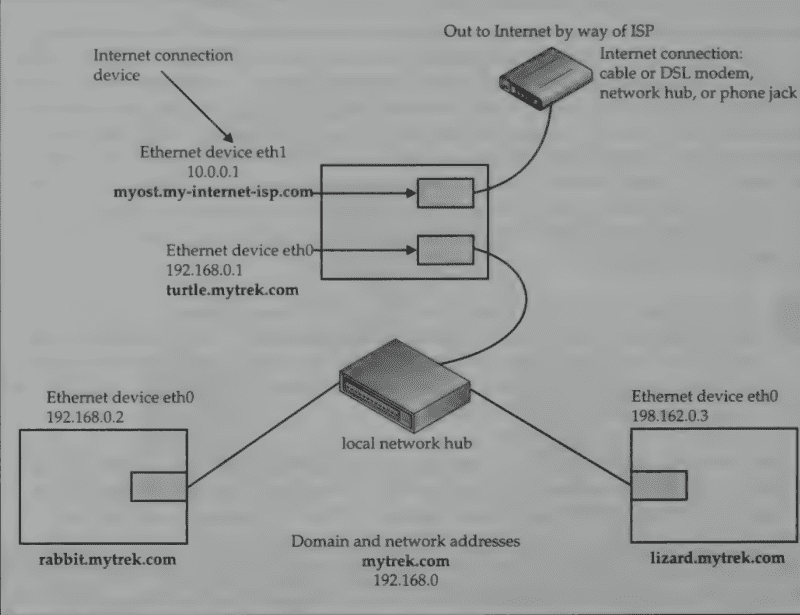 Out to Internet by way of ISP
Internet connection
device
Internet connection:
cable or DSL modem,
network hub, or phone jack
Ethernet device eth1
10.0.0.1
myost.my-internet-isp.com
Ethernet device eth0
192.168.0.1
turtle.mytrek.com
Ethernet device eth0
192.168.0.2
Ethernet device eth0
198.162.0.3
local network hub
rabbit.mytrek.com
Domain and network addresses
mytrek.com
192.168.0
lizard.mytrek.com